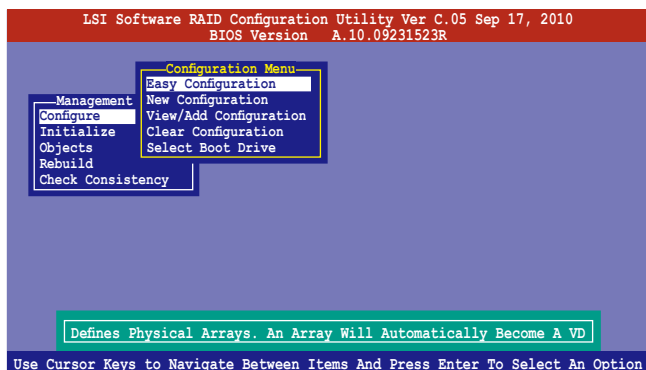 LSI Software RAID Configuration Utility Ver C.05 Sep 17, 2010
BIOS Version A.10.09231523R
Configuration Menu
Easy Configuration
New Configuration
View/Add Configuration
Clear Configuration
Select Boot Drive
Management
Configure
Initialize
Objects
Rebuild
Check Consistency
Defines Physical Arrays. An Array Will Automatically Become A VD
Use Cursor Keys to Navigate Between Items And Press Enter To Select An Option